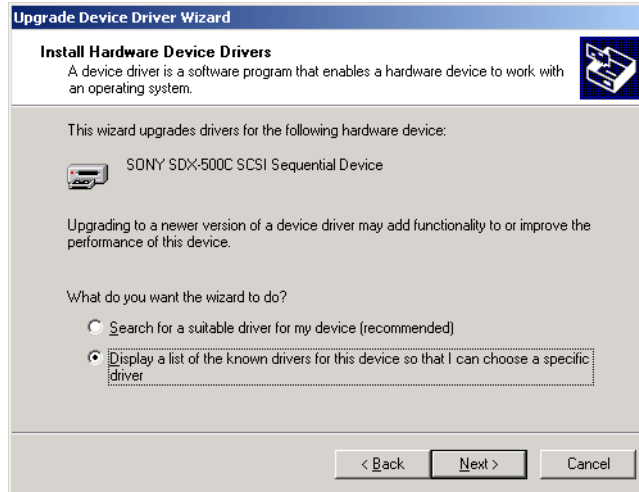 Upgrade Device Driver Wizard
Install Hardware Device Drivers
A device driver is a software program that enables a hardware device to work with
an operating system.
This wizard upgrades drivers for the following hardware device:
SONY SDX-500C SCSI Sequential Device
Upgrading to a newer version of a device driver may add functionality to or improve the
performance of this device.
What do you want the wizard to do?
Search for a suitable driver for my device (recommended)
Display a list of the known drivers for this device so that I can choose a specific
driver
< Back Next > Cancel